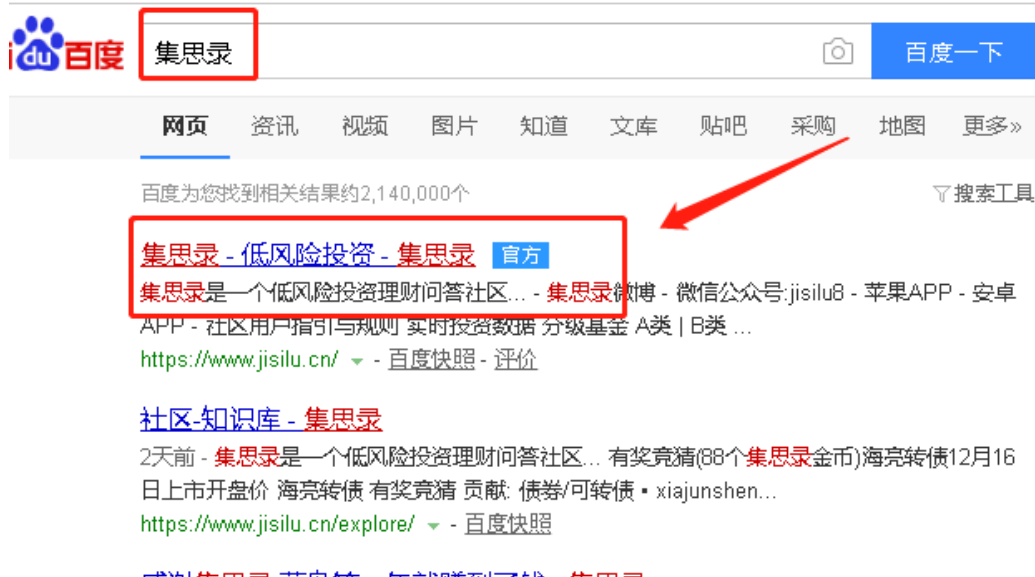 du百度 集思录 百度一下
网页 资讯 视频 图片 知道 文库 贴吧 采购 地图 更多»
百度为您找到相关结果约2,140,000个 搜索工具
集思录 - 低风险投资 - 集思录 官方
集思录是一个低风险投资理财问答社区... - 集思录微博 - 微信公众号:jisilu8 - 苹果APP - 安卓
APP - 社区用户指引与规则 实时投资数据 分级基金 A类 | B类 ...
https://www.jisilu.cn/ - 百度快照 - 评价
社区-知识库 - 集思录
2天前 - 集思录是一个低风险投资理财问答社区... 有奖竞猜(88个集思录金币)海亮转债12月16
日上市开盘价 海亮转债 有奖竞猜 贡献: 债券/可转债 • xiajunshen...
https://www.jisilu.cn/explore/ - 百度快照